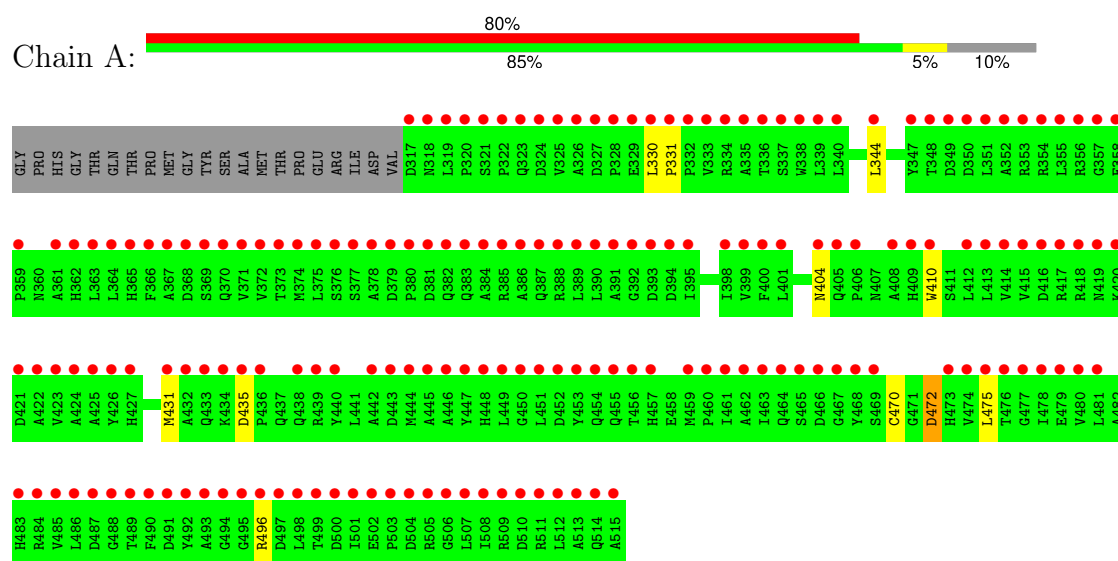 80%
Chain A:
85% 5% 10%
GLY PRO HIS GLY THR GLN THR PRO MET GLY TYR SER ALA MET THR PRO GLU ARG ILE ASP VAL D317 N318 L319 P320 S321 P322 Q323 D324 V325 A326 D327 P328 E329 L330 P331 P332 V333 R334 A335 T336 S337 W338 L339 L340 L344 Y347 T348 D349 D350 L351 A352 R353 R354 L355 R356 G357
P359 N360 A361 H362 L363 L364 H365 F366 A367 D368 S369 Q370 V371 V372 T373 M374 L375 S376 S377 A378 D379 P380 D381 Q382 Q383 A384 R385 A386 Q387 R388 L389 L390 A391 G392 D393 D394 I395 I398 V399 F400 L401 N404 Q405 P406 N407 A408 H409 W410 S411 L412 L413 V414 V415 D416 R417 R418 N419 K420
D421 A422 V423 A424 A425 Y426 H427 M431 A432 Q433 K434 D435 P436 Q437 Q438 R439 Y440 L441 A442 D443 M444 A445 A446 Y447 H448 L449 G450 L451 D452 Y453 Q454 Q455 T456 H457 E458 M459 P460 I461 A462 I463 Q464 S465 D466 G467 Y468 S469 C470 G471 D472 H473 V474 L475 T476 G477 I478 E479 V480 L481 A482
H483 R484 V485 L486 D487 G488 T489 F490 D491 Y492 A493 G494 G495 R496 D497 L498 T499 D500 I501 E502 P503 D504 R505 G506 L507 I508 R509 D510 R511 L512 A513 Q514 A515